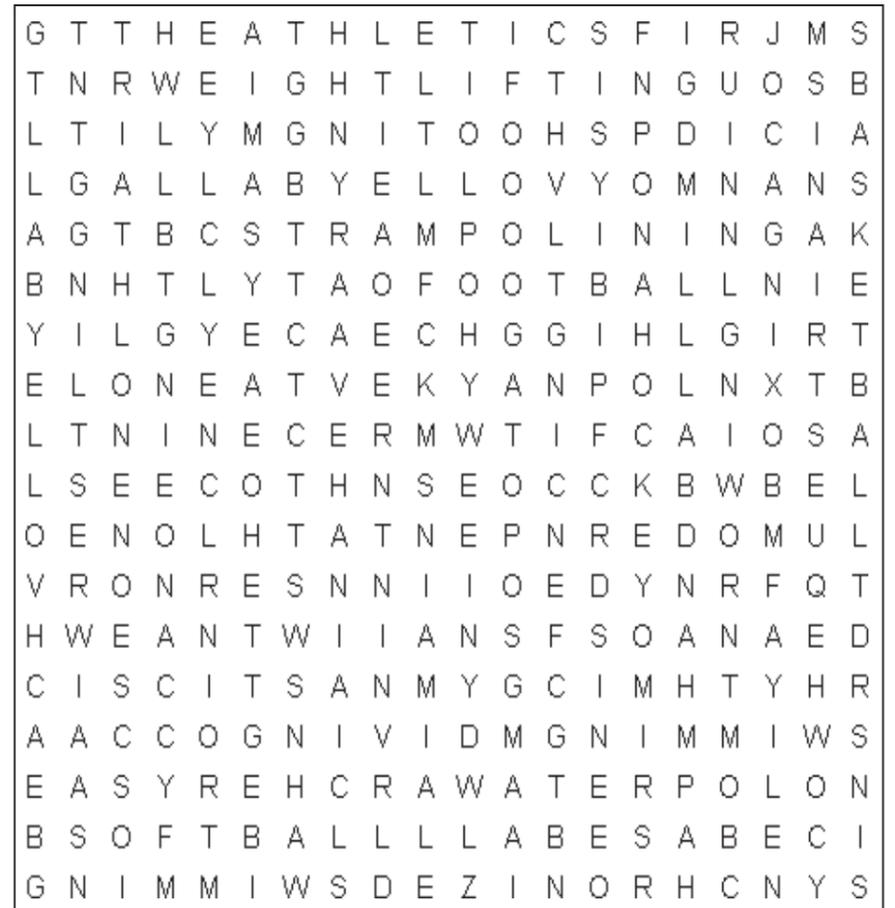 G T T H E A T H L E T I C S F I R J M S
T N R W E I G H T L I F T I N G U O S B
L T I L Y M G N I T O O H S P D I C I A
L G A L L A B Y E L L O V Y O M N A N S
A G T B C S T R A M P O L I N I N G A K
B N H T L Y T A O F O O T B A L L N I E
Y I L G Y E C A E C H G G I H L G I R T
E L O N E A T V E K Y A N P O L N X T B
L T N I N E C E R M W T I F C A I O S A
L S E E C O T H N S E O C C K B W B E L
O E N O L H T A T N E P N R E D O M U L
V R O N R E S N N I I O E D Y N R F Q T
H W E A N T W I I A N S F S O A N A E D
C I S C I T S A N M Y G C I M H T Y H R
A A C C O G N I V I D M G N I M M I W S
E A S Y R E H C R A W A T E R P O L O N
B S O F T B A L L L L A B E S A B E C I
G N I M M I W S D E Z I N O R H C N Y S